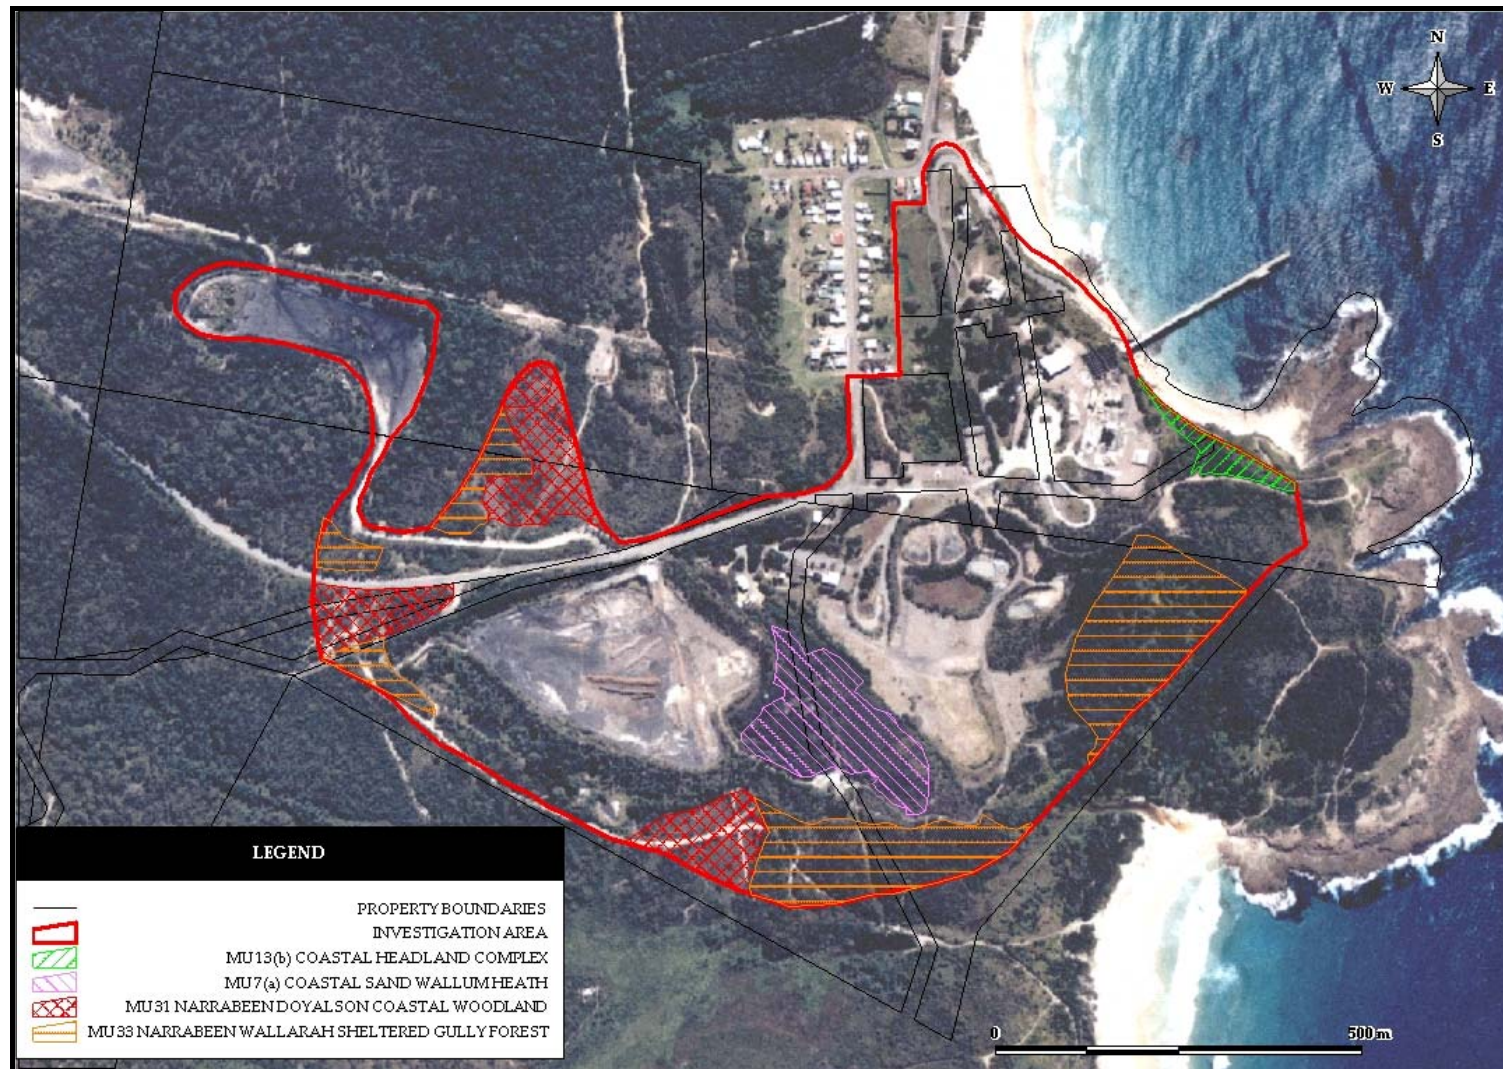 N
W E
S
LEGEND
PROPERTY BOUNDARIES
INVESTIGATION AREA
MU13(b) COASTAL HEADLAND COMPLEX
MU7(a) COASTAL SAND WALLUM HEATH
MU31 NARRABEEN DOYALSON COASTAL WOODLAND
MU33 NARRABEEN WALLARAH SHELTERED GULLY FOREST
0 500 m